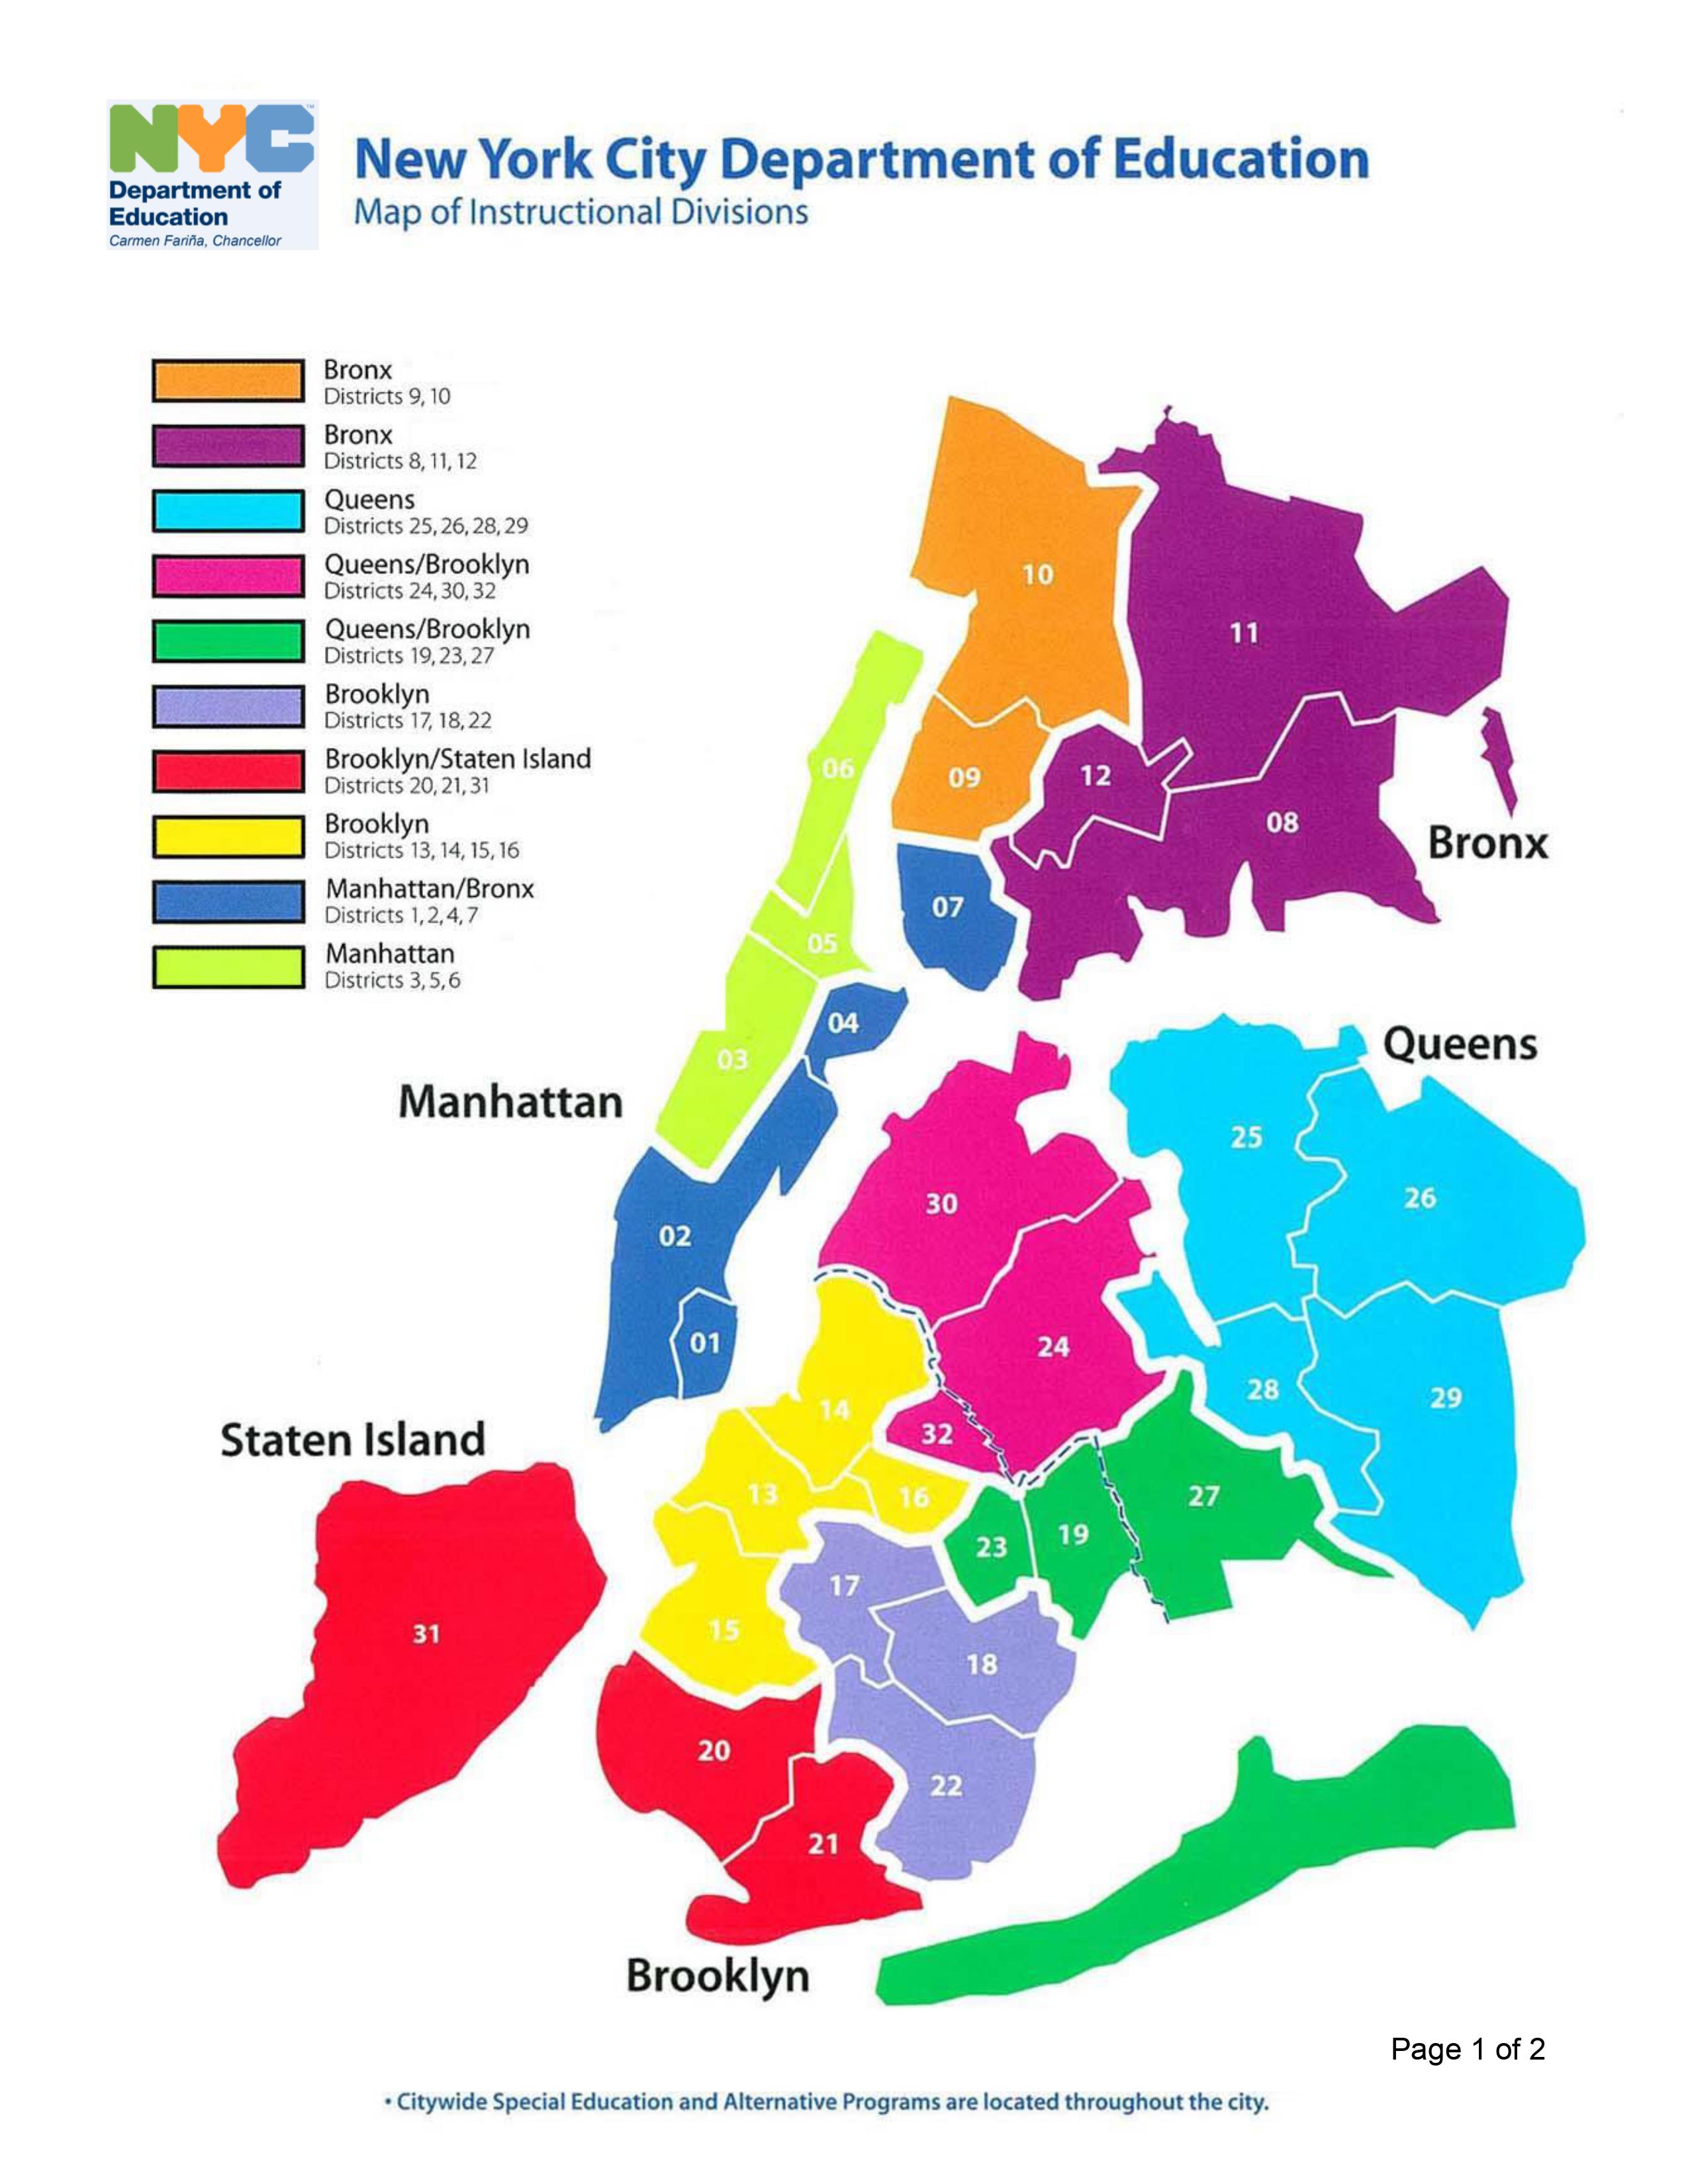 NYC™
Department of
Education
Carmen Fariña, Chancellor
New York City Department of Education
Map of Instructional Divisions
Bronx
Districts 9, 10
Bronx
Districts 8, 11, 12
Queens
Districts 25, 26, 28, 29
Queens/Brooklyn
Districts 24, 30, 32
Queens/Brooklyn
Districts 19, 23, 27
Brooklyn
Districts 17, 18, 22
Brooklyn/Staten Island
Districts 20, 21, 31
Brooklyn
Districts 13, 14, 15, 16
Manhattan/Bronx
Districts 1, 2, 4, 7
Manhattan
Districts 3, 5, 6
10
11
06
09
12
08
Bronx
07
05
04
03
Queens
Manhattan
25
26
30
02
01
24
28
29
14
32
Staten Island
13
16
27
23
19
17
15
31
18
20
22
21
Brooklyn
Page 1 of 2
• Citywide Special Education and Alternative Programs are located throughout the city.